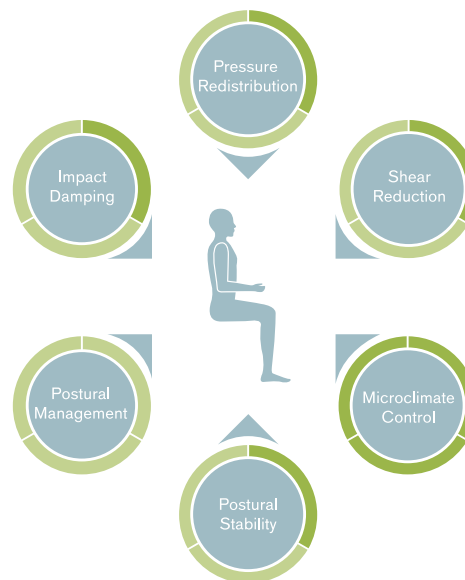 Pressure
Redistribution
Impact
Damping
Shear
Reduction
Postural
Management
Microclimate
Control
Postural
Stability